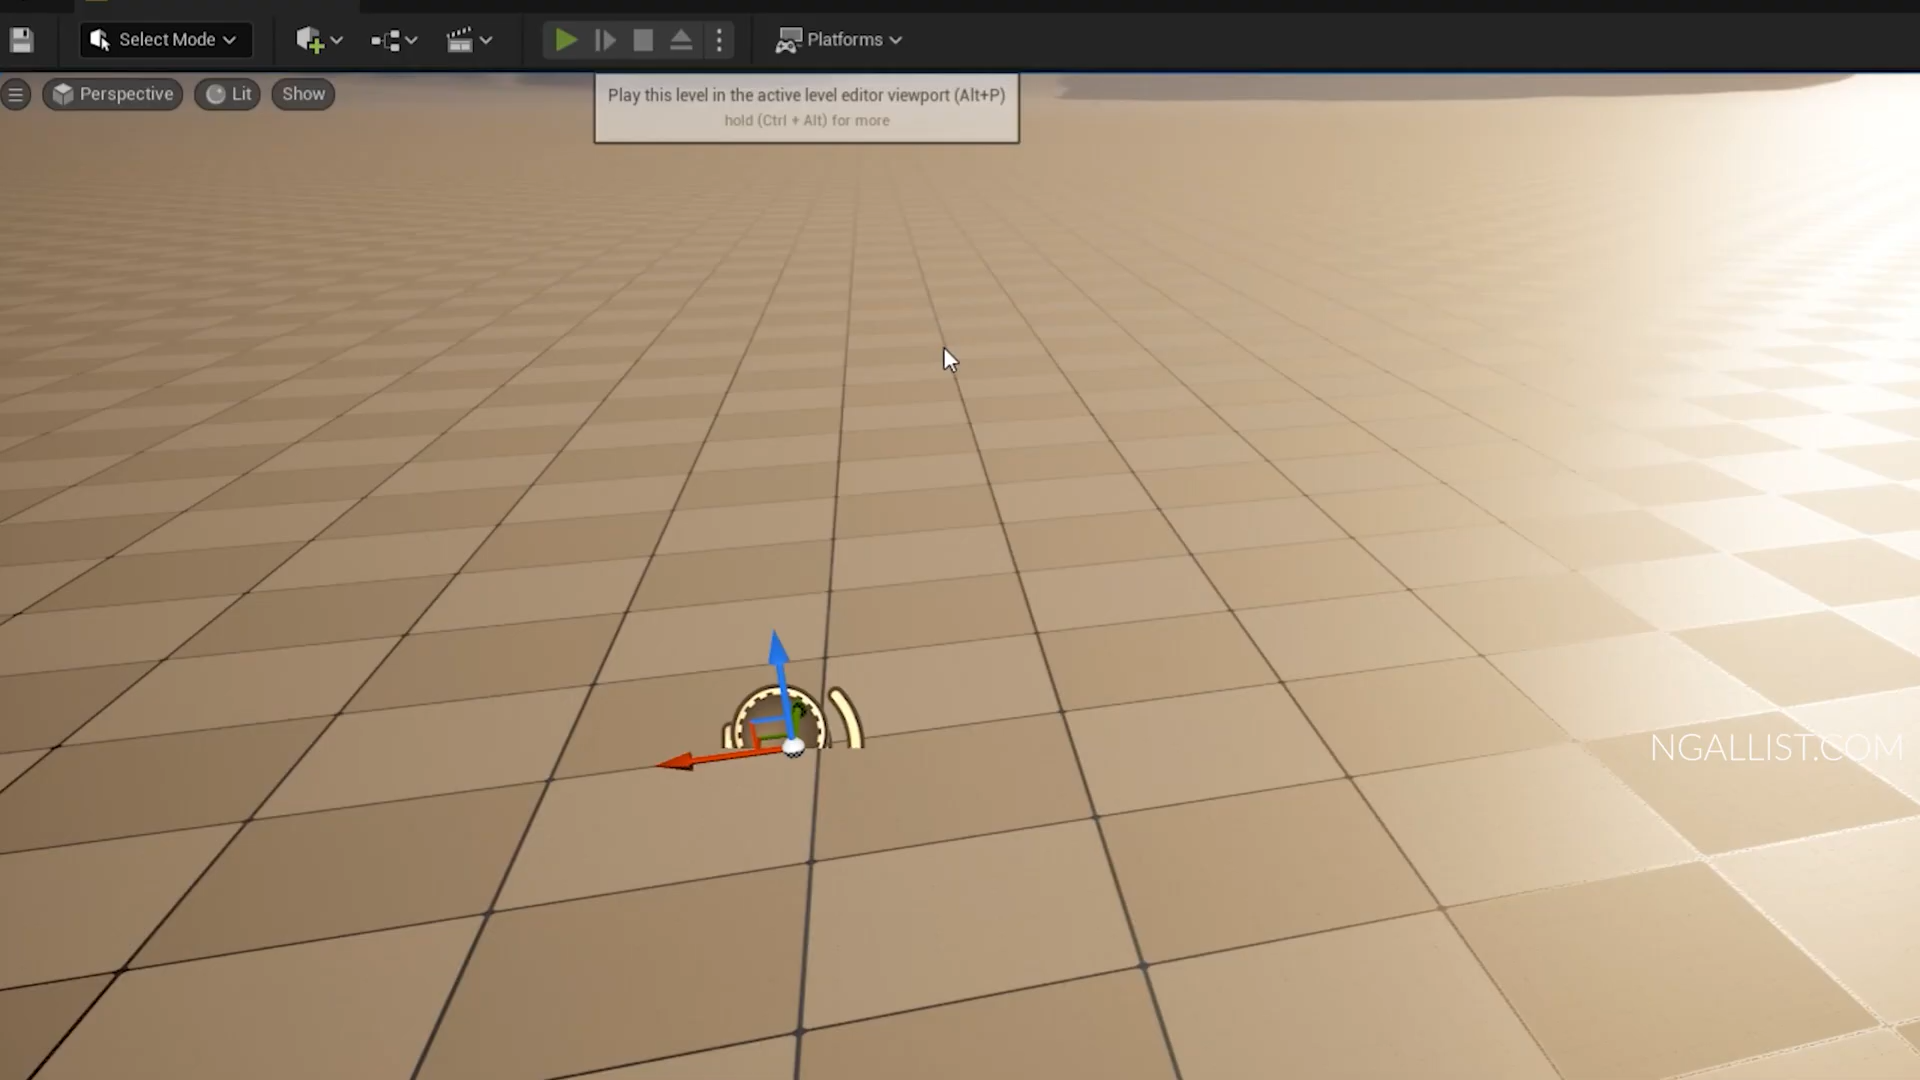 Select Mode
Platforms
Perspective
Lit
Show
Play this level in the active level editor viewport (Alt+P)
hold (Ctrl + Alt) for more
NGALLIST.COM